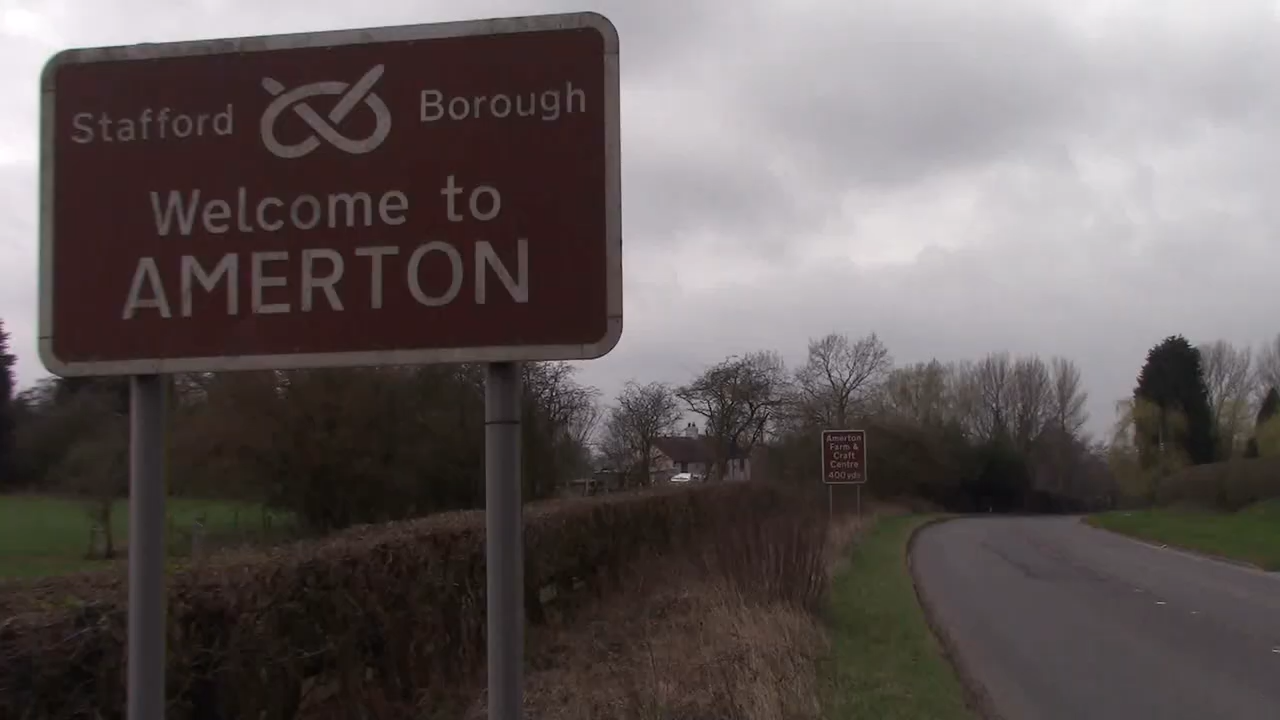 Stafford Borough
Welcome to
AMERTON
Amerton
Farm &
Craft
Centre
400 yds